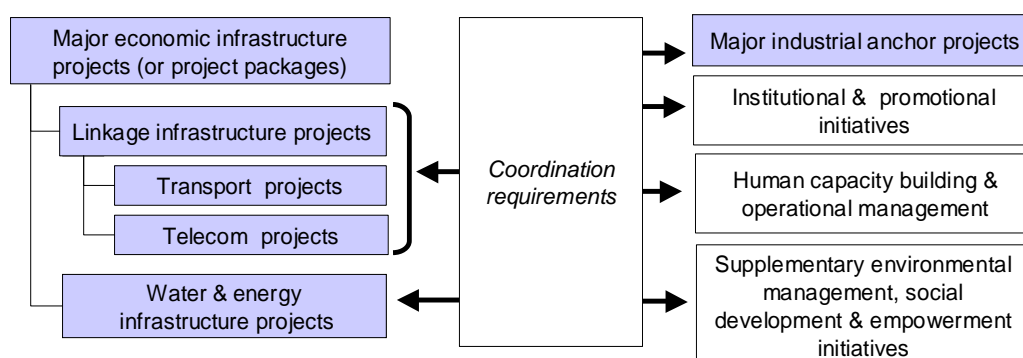 Major economic infrastructure
projects (or project packages)
Linkage infrastructure projects
Transport projects
Telecom projects
Water & energy
infrastructure projects
Coordination
requirements
Major industrial anchor projects
Institutional & promotional
initiatives
Human capacity building &
operational management
Supplementary environmental
management, social
development & empowerment
initiatives